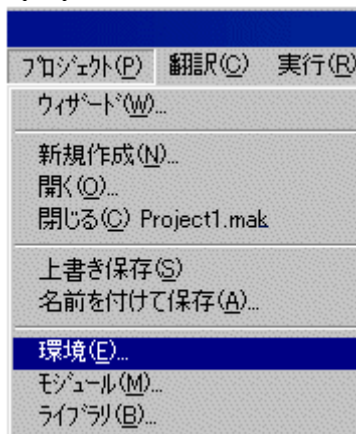 ﾌﾟﾛｼﾞｪｸﾄ(P) 翻訳(C) 実行(R)
ウィザｰﾄﾞ(W)...
新規作成(N)...
開く(O)...
閉じる(C) Project1.mak
上書き保存(S)
名前を付けて保存(A)...
環境(E)...
ﾓｼﾞｭｰﾙ(M)...
ﾗｲﾌﾞﾗﾘ(B)...